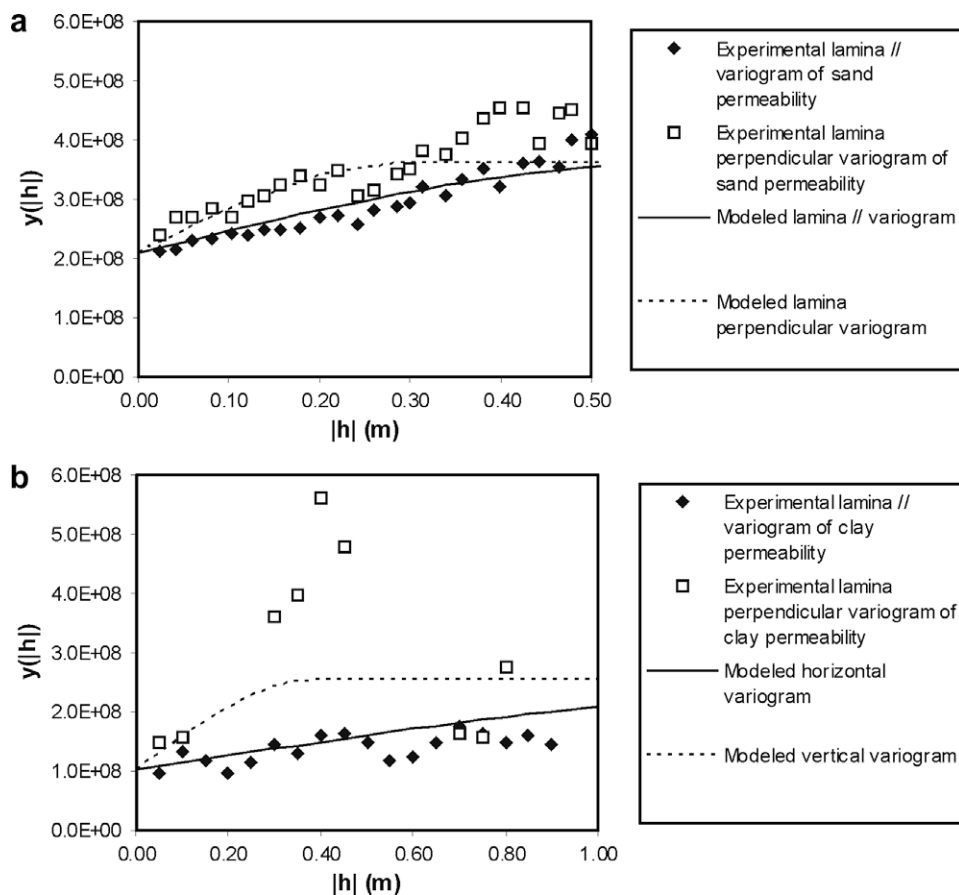 a
6.0E+08
5.0E+08
4.0E+08
3.0E+08
2.0E+08
1.0E+08
0.0E+00
y(|h|)
0.00 0.10 0.20 0.30 0.40 0.50
|h| (m)
Experimental lamina //
variogram of sand
permeability
Experimental lamina
perpendicular variogram of
sand permeability
Modeled lamina // variogram
Modeled lamina
perpendicular variogram
b
6.0E+08
5.0E+08
4.0E+08
3.0E+08
2.0E+08
1.0E+08
0.0E+00
y(|h|)
0.00 0.20 0.40 0.60 0.80 1.00
|h| (m)
Experimental lamina //
variogram of clay
permeability
Experimental lamina
perpendicular variogram of
clay permeability
Modeled horizontal
variogram
Modeled vertical variogram